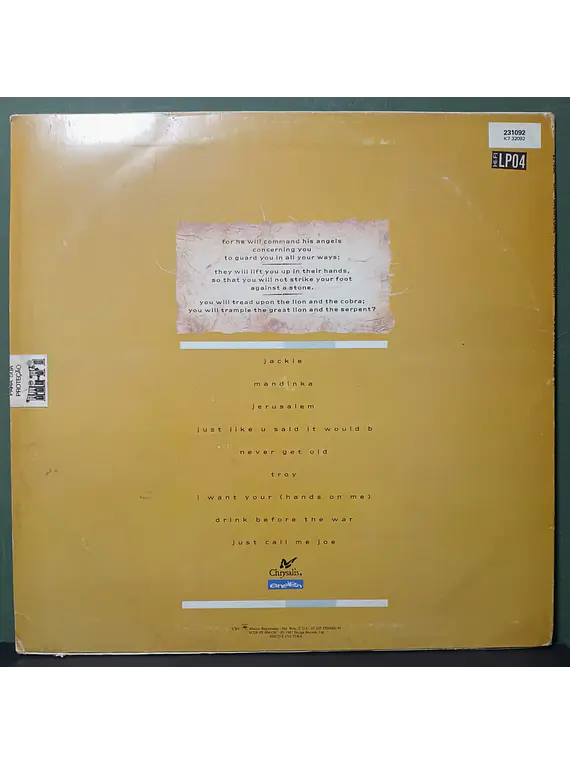 231092
KT 32092
HI-FI
LP04
for he will command his angels
concerning you
to guard you in all your ways;
they will lift you up in their hands,
so that you will not strike your foot
against a stone.
you will tread upon the lion and the cobra;
you will trample the great lion and the serpent?
PROTEÇÃO
jackie
mandinka
jerusalem
just like u said it would b
never get old
troy
i want your (hands on me)
drink before the war
just call me joe
Chrysalis®
ensign